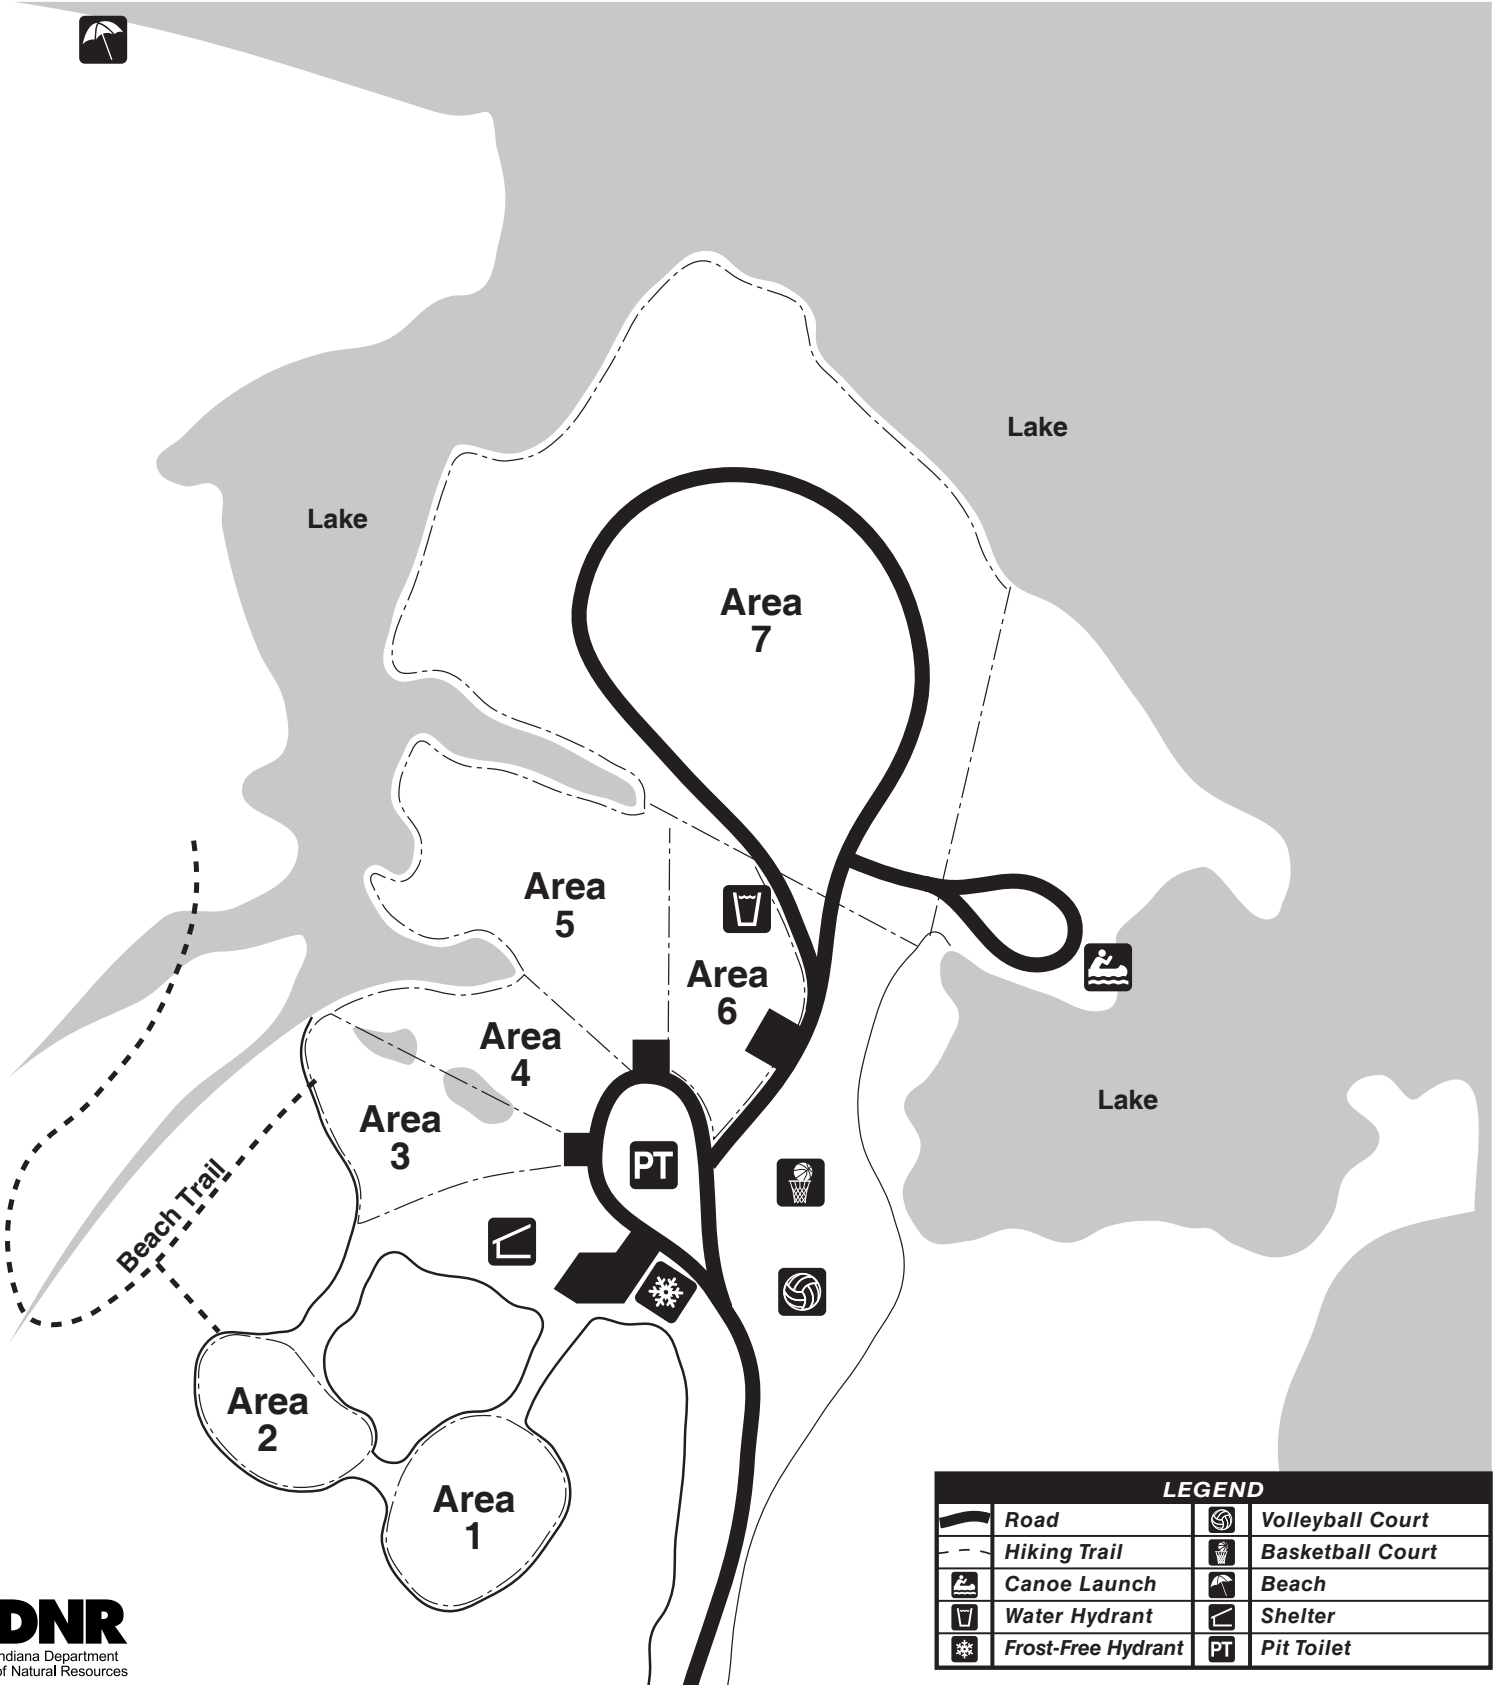 Lake
Lake
Area
7
Area
5
Area
6
Area
4
Lake
Area
3
PT
Beach Trail
Area
2
Area
1
LEGEND
Road
Volleyball Court
Hiking Trail
Basketball Court
Canoe Launch
Beach
Water Hydrant
Shelter
Frost-Free Hydrant
PT
Pit Toilet
DNR
ndiana Department
of Natural Resources